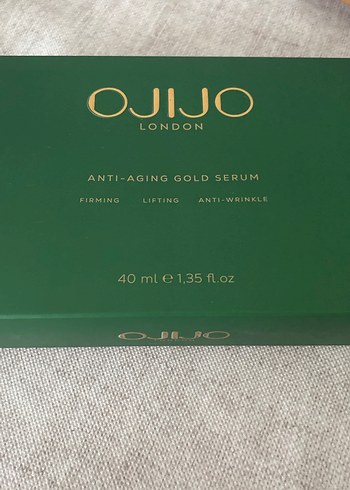 OJIJO
LONDON
ANTI-AGING GOLD SERUM
FIRMING LIFTING ANTI-WRINKLE
40 ml ℮ 1,35 fl.oz
OJIJO